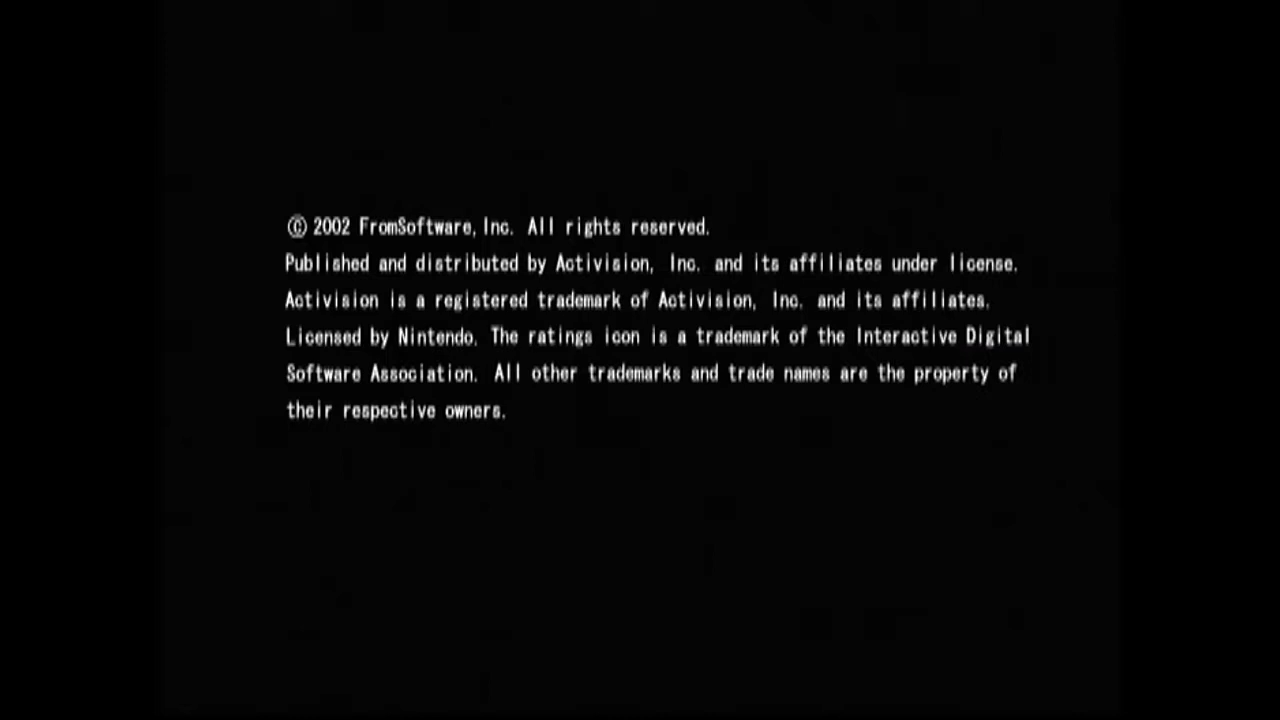 © 2002 FromSoftware, Inc. All rights reserved.
Published and distributed by Activision, Inc. and its affiliates under license.
Activision is a registered trademark of Activision, Inc. and its affiliates.
Licensed by Nintendo. The ratings icon is a trademark of the Interactive Digital
Software Association. All other trademarks and trade names are the property of
their respective owners.